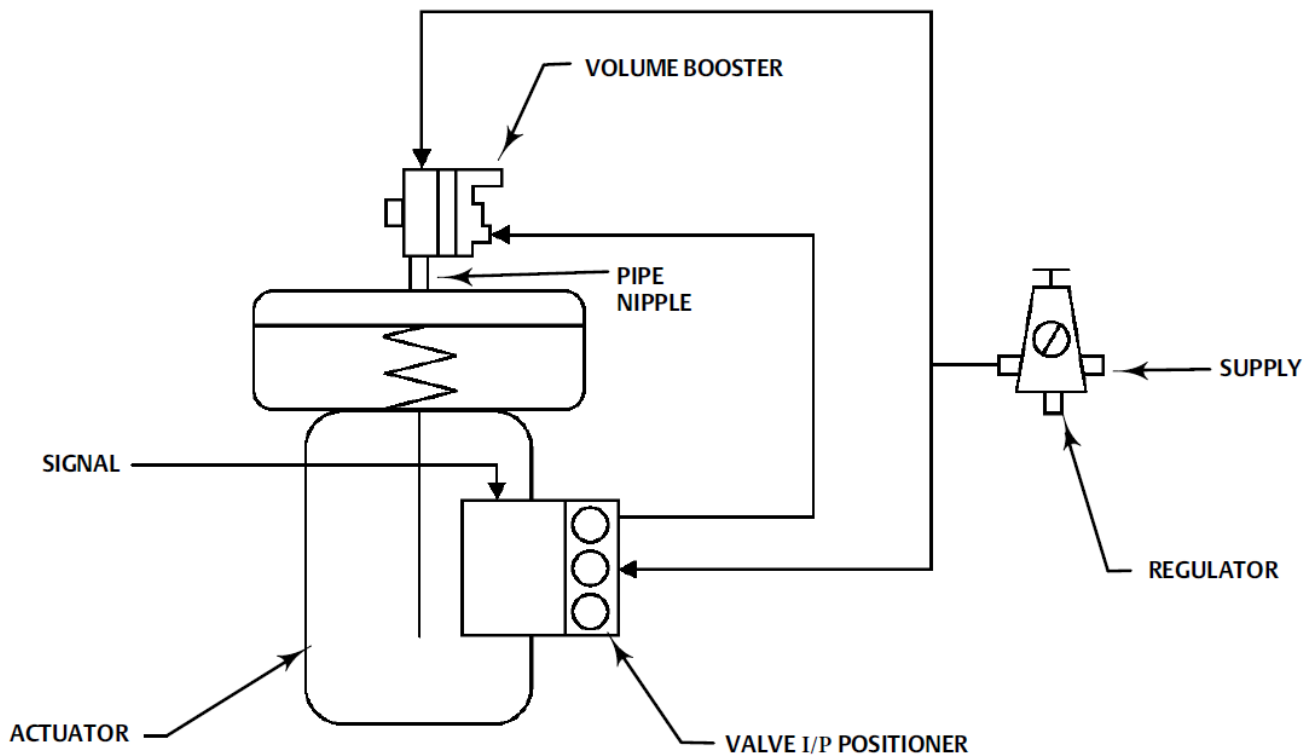 VOLUME BOOSTER
PIPE
NIPPLE
SUPPLY
SIGNAL
REGULATOR
ACTUATOR
VALVE I/P POSITIONER